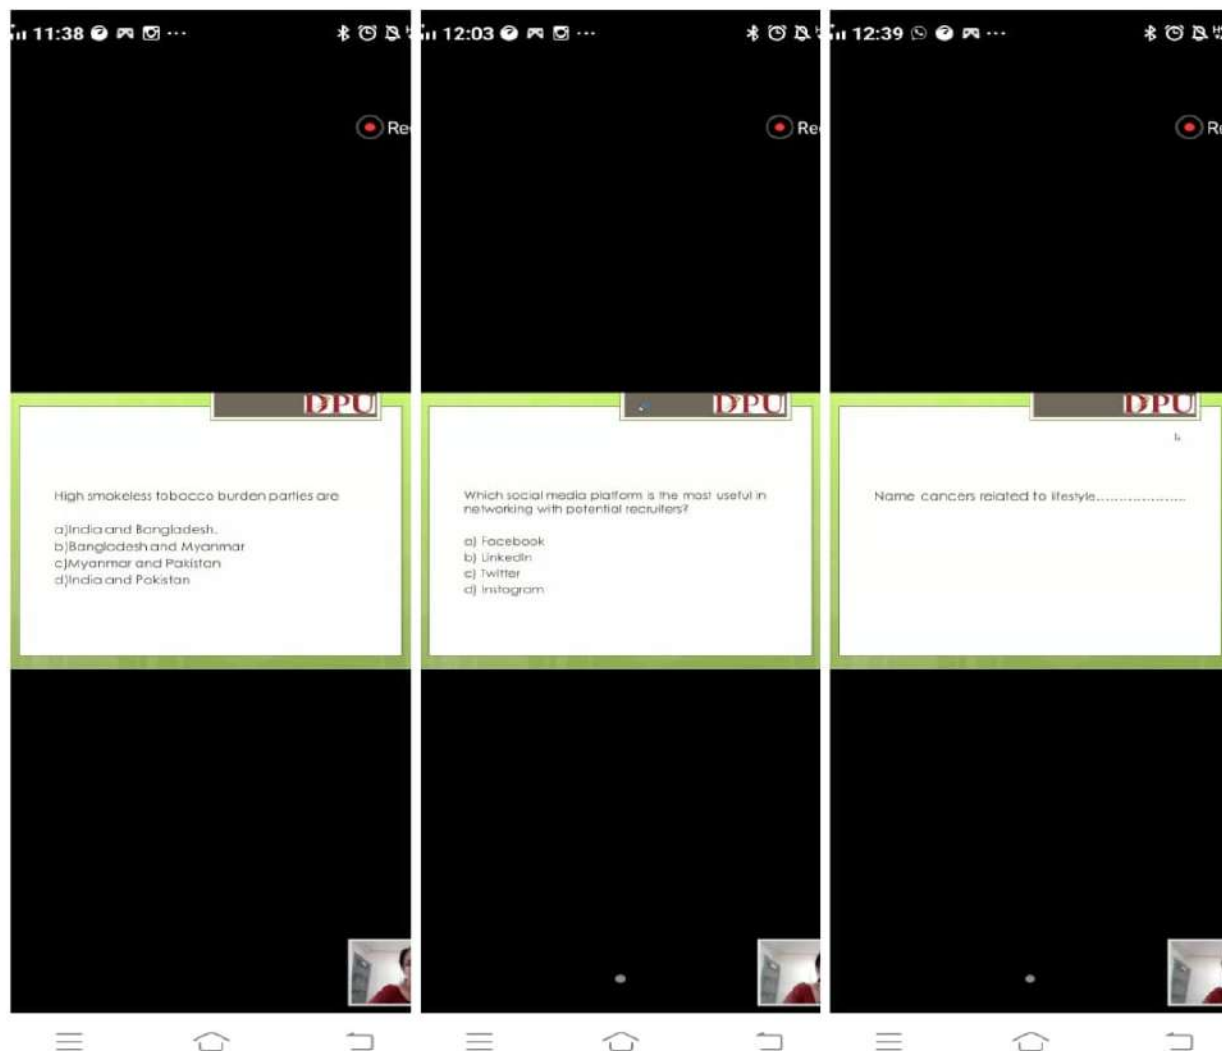 11:38
Re
DPU
High smokeless tobacco burden parties are
a)India and Bangladesh.
b)Bangladesh and Myanmar
c)Myanmar and Pakistan
d)India and Pakistan
12:03
Re
DPU
Which social media platform is the most useful in
networking with potential recruiters?
a) Facebook
b) LinkedIn
c) Twitter
d) Instagram
12:39
Re
DPU
Name cancers related to lifestyle....................